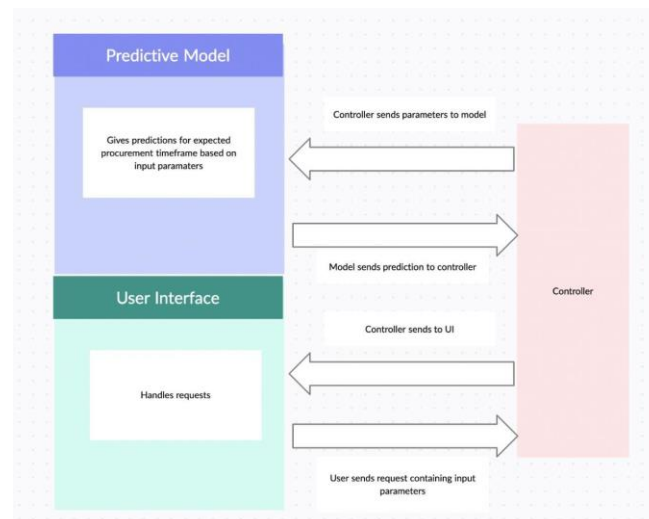 Predictive Model
Controller sends parameters to model
Gives predictions for expected
procurement timeframe based on
input paramaters
Model sends prediction to controller
Controller
User Interface
Controller sends to UI
Handles requests
User sends request containing input
parameters